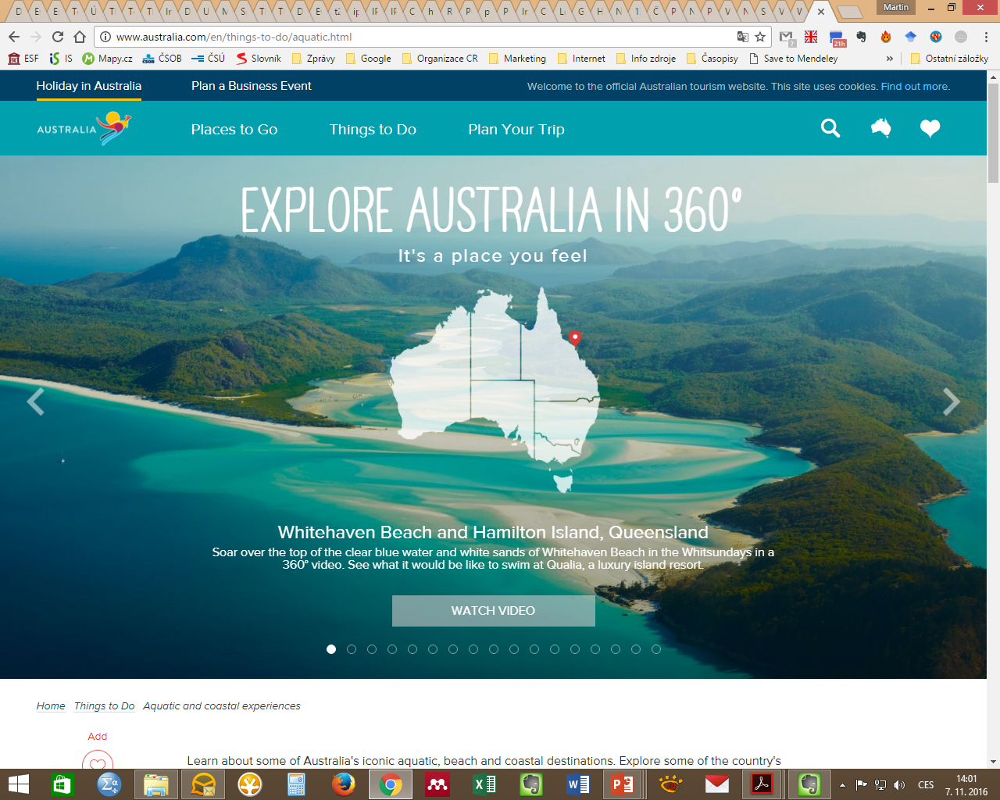 Martin
www.australia.com/en/things-to-do/aquatic.html
7
21h
ESF
iS IS
Mapy.cz
ČSOB
ČSÚ
Slovník
Zprávy
Google
Organizace CR
Marketing
Internet
Info zdroje
Časopisy
Save to Mendeley
»
Ostatní záložky
Holiday in Australia
Plan a Business Event
Welcome to the official Australian tourism website. This site uses cookies. Find out more.
AUSTRALIA
Places to Go
Things to Do
Plan Your Trip
EXPLORE AUSTRALIA IN 360°
It's a place you feel
Whitehaven Beach and Hamilton Island, Queensland
Soar over the top of the clear blue water and white sands of Whitehaven Beach in the Whitsundays in a
360° video. See what it would be like to swim at Qualia, a luxury island resort.
WATCH VIDEO
Home Things to Do Aquatic and coastal experiences
Add
Learn about some of Australia's iconic aquatic, beach and coastal destinations. Explore some of the country's
CES
14:01
7. 11. 2016